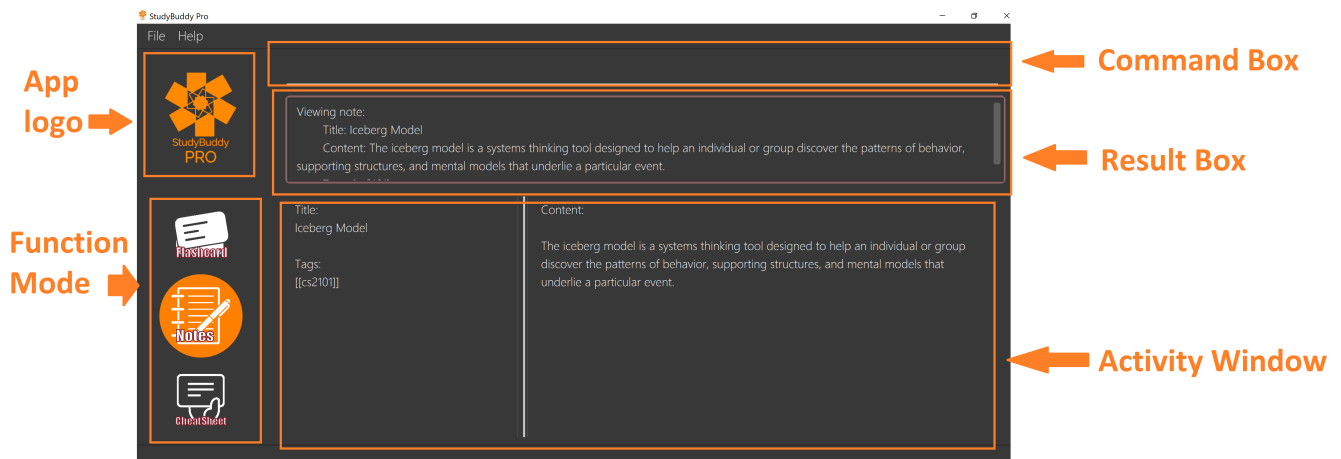 StudyBuddy Pro
File Help
App
logo
StudyBuddy
PRO
Command Box
Viewing note:
Title: Iceberg Model
Content: The iceberg model is a systems thinking tool designed to help an individual or group discover the patterns of behavior,
supporting structures, and mental models that underlie a particular event.
Result Box
Function
Mode
Flashcard
Notes
CheatSheet
Title:
Iceberg Model
Tags:
[[cs2101]]
Content:
The iceberg model is a systems thinking tool designed to help an individual or group
discover the patterns of behavior, supporting structures, and mental models that
underlie a particular event.
Activity Window